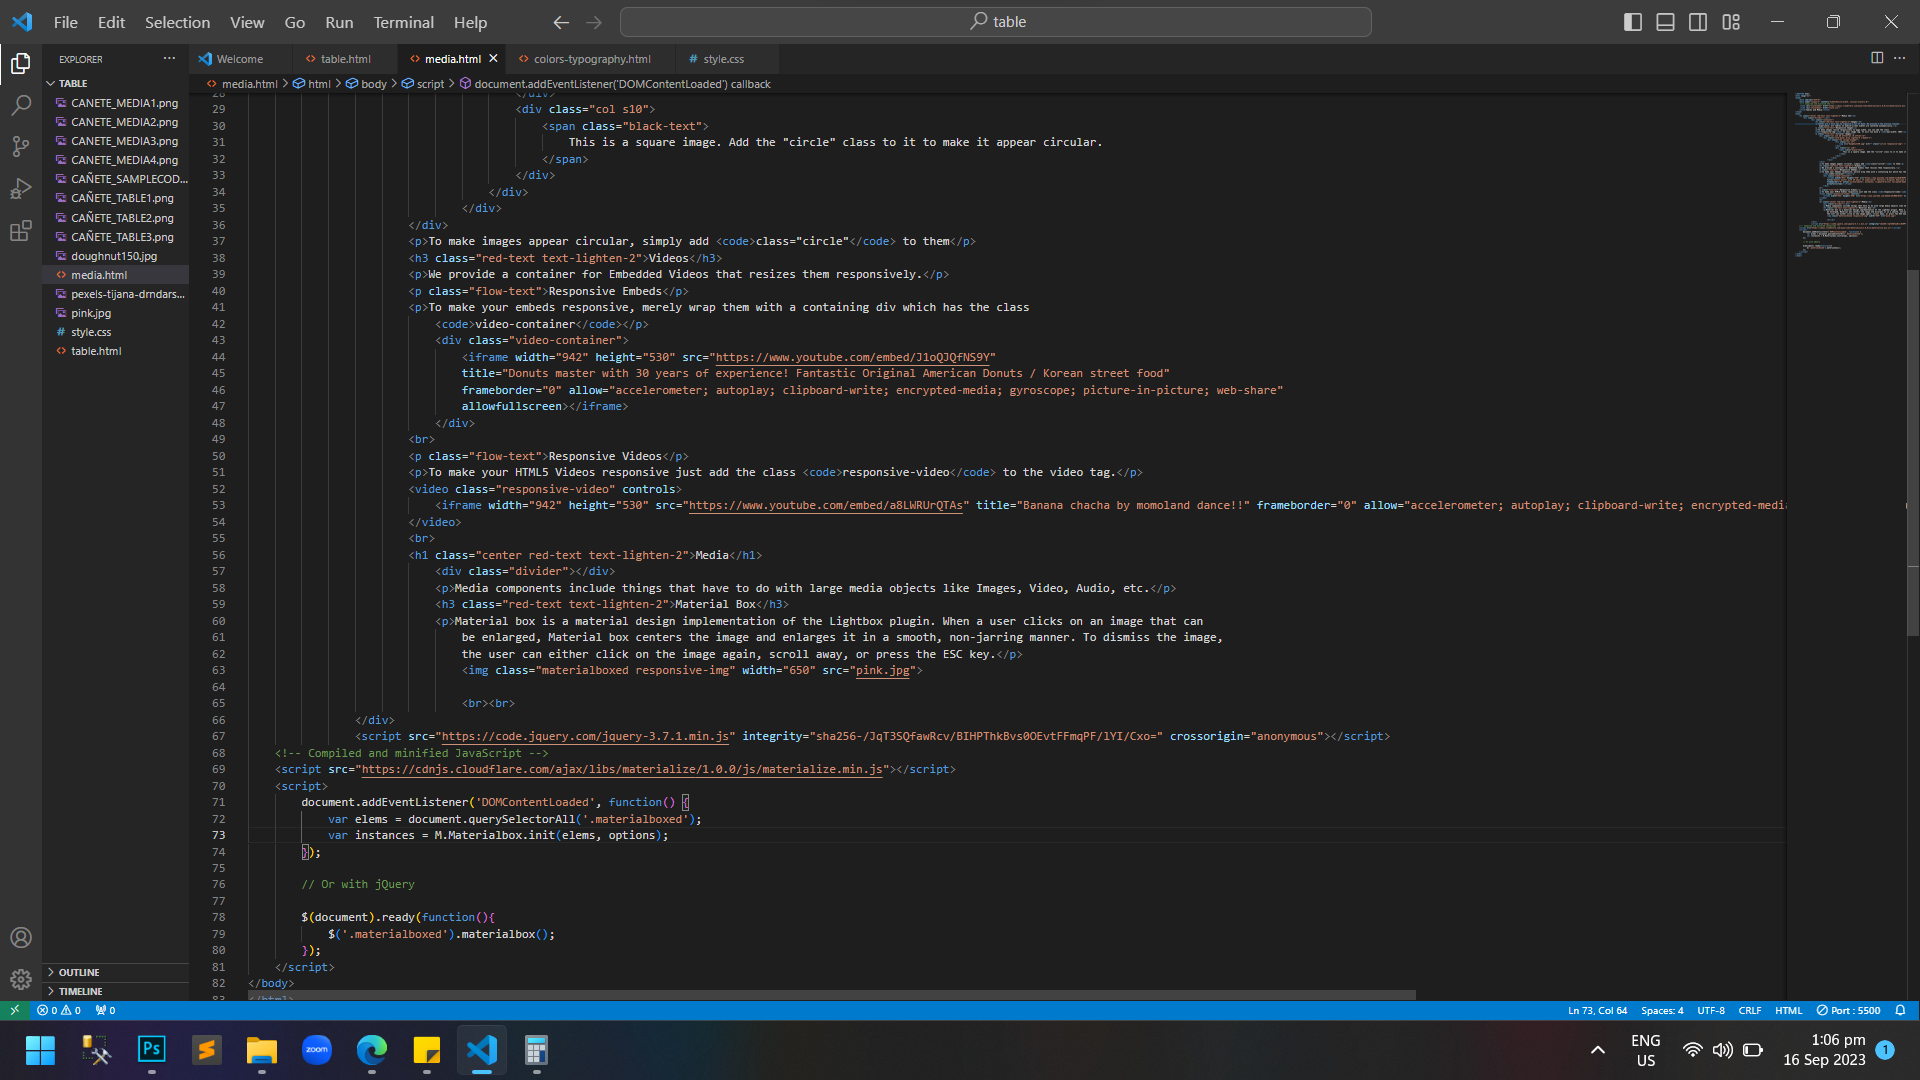 File Edit Selection View Go Run Terminal Help
table
EXPLORER
Welcome
table.html
media.html
colors-typography.html
style.css
TABLE
media.html > html > body > script > document.addEventListener('DOMContentLoaded') callback
CANETE_MEDIA1.png
CANETE_MEDIA2.png
CANETE_MEDIA3.png
CANETE_MEDIA4.png
CAÑETE_SAMPLECOD...
CAÑETE_TABLE1.png
CAÑETE_TABLE2.png
CAÑETE_TABLE3.png
doughnut150.jpg
media.html
pexels-tijana-drndars...
pink.jpg
style.css
table.html
OUTLINE
TIMELINE
28 </div>
29 <div class="col s10">
30 <span class="black-text">
31 This is a square image. Add the "circle" class to it to make it appear circular.
32 </span>
33 </div>
34 </div>
35 </div>
36 </div>
37 <p>To make images appear circular, simply add <code>class="circle"</code> to them</p>
38 <h3 class="red-text text-lighten-2">Videos</h3>
39 <p>We provide a container for Embedded Videos that resizes them responsively.</p>
40 <p class="flow-text">Responsive Embeds</p>
41 <p>To make your embeds responsive, merely wrap them with a containing div which has the class
42 <code>video-container</code></p>
43 <div class="video-container">
44 <iframe width="942" height="530" src="https://www.youtube.com/embed/J1oQJQfNS9Y"
45 title="Donuts master with 30 years of experience! Fantastic Original American Donuts / Korean street food"
46 frameborder="0" allow="accelerometer; autoplay; clipboard-write; encrypted-media; gyroscope; picture-in-picture; web-share"
47 allowfullscreen></iframe>
48 </div>
49 <br>
50 <p class="flow-text">Responsive Videos</p>
51 <p>To make your HTML5 Videos responsive just add the class <code>responsive-video</code> to the video tag.</p>
52 <video class="responsive-video" controls>
53 <iframe width="942" height="530" src="https://www.youtube.com/embed/a8LWRUrQTAs" title="Banana chacha by momoland dance!!" frameborder="0" allow="accelerometer; autoplay; clipboard-write; encrypted-media
54 </video>
55 <br>
56 <h1 class="center red-text text-lighten-2">Media</h1>
57 <div class="divider"></div>
58 <p>Media components include things that have to do with large media objects like Images, Video, Audio, etc.</p>
59 <h3 class="red-text text-lighten-2">Material Box</h3>
60 <p>Material box is a material design implementation of the Lightbox plugin. When a user clicks on an image that can
61 be enlarged, Material box centers the image and enlarges it in a smooth, non-jarring manner. To dismiss the image,
62 the user can either click on the image again, scroll away, or press the ESC key.</p>
63 <img class="materialboxed responsive-img" width="650" src="pink.jpg">
64
65 <br><br>
66 </div>
67 <script src="https://code.jquery.com/jquery-3.7.1.min.js" integrity="sha256-/JqT3SQfawRcv/BIHPThkBvs0OEvtFFmqPF/lYI/Cxo=" crossorigin="anonymous"></script>
68 <!-- Compiled and minified JavaScript -->
69 <script src="https://cdnjs.cloudflare.com/ajax/libs/materialize/1.0.0/js/materialize.min.js"></script>
70 <script>
71 document.addEventListener('DOMContentLoaded', function() {
72 var elems = document.querySelectorAll('.materialboxed');
73 var instances = M.Materialbox.init(elems, options);
74 });
75
76 // Or with jQuery
77
78 $(document).ready(function(){
79 $('.materialboxed').materialbox();
80 });
81 </script>
82 </body>
83 </html>
0 0 0
Ln 73, Col 64 Spaces: 4 UTF-8 CRLF HTML Port : 5500
Ps
zoom
ENG
US
1:06 pm
16 Sep 2023
1